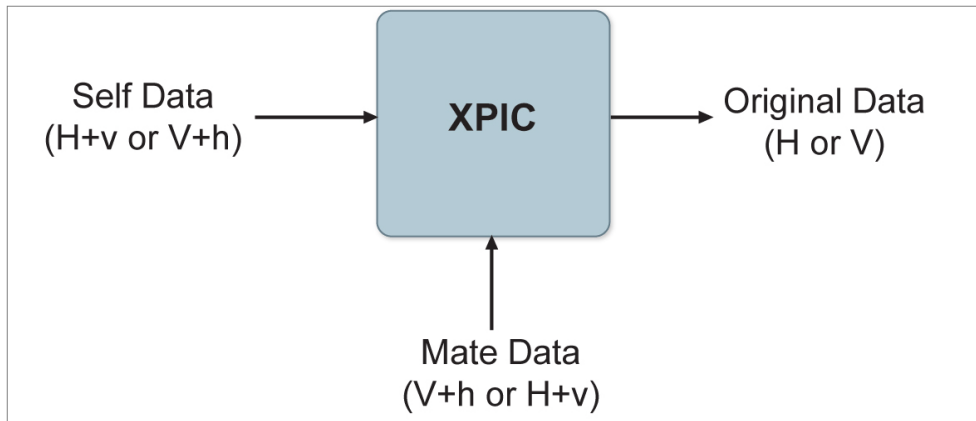 Self Data
(H+v or V+h)
XPIC
Original Data
(H or V)
Mate Data
(V+h or H+v)